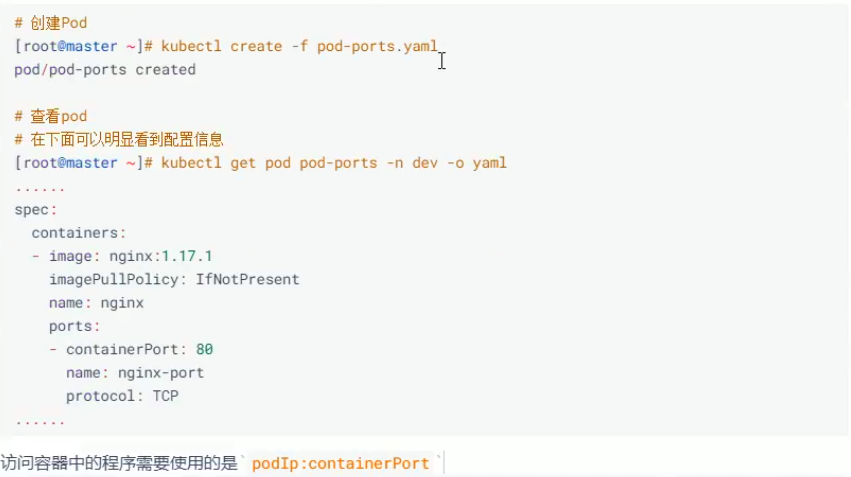 # 创建Pod
[root@master ~]# kubectl create -f pod-ports.yaml
pod/pod-ports created
# 查看pod
# 在下面可以明显看到配置信息
[root@master ~]# kubectl get pod pod-ports -n dev -o yaml
......
spec:
  containers:
  - image: nginx:1.17.1
    imagePullPolicy: IfNotPresent
    name: nginx
    ports:
    - containerPort: 80
      name: nginx-port
      protocol: TCP
......
访问容器中的程序需要使用的是` podIp:containerPort `